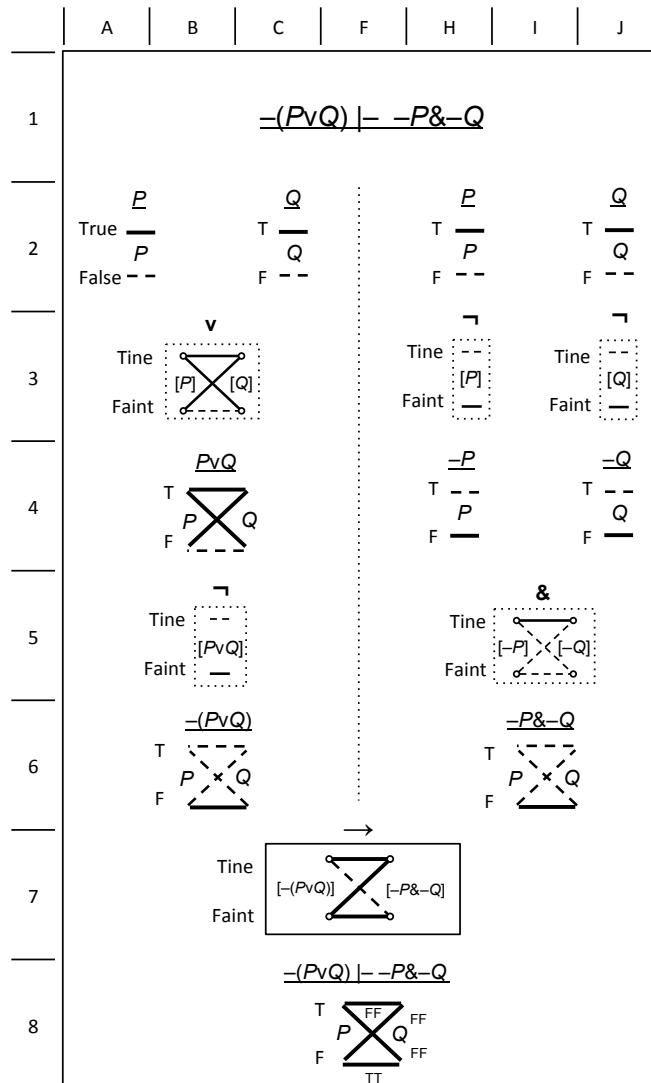 A B C F H I J
1 –(PvQ) |– –P&–Q
P Q P Q
True T T T
2 P Q P Q
False F F F
v ¬ ¬
Tine Tine Tine
3 [P] [Q] [P] [Q]
Faint Faint Faint
PvQ –P –Q
T T T
4 P Q P Q
F F F
¬ &
Tine Tine
5 [PvQ] [–P] [–Q]
Faint Faint
–(PvQ) –P&–Q
T T
6 P Q P Q
F F
→
Tine
7 [–(PvQ)] [–P&–Q]
Faint
–(PvQ) |– –P&–Q
T FF
8 P Q FF
F FF
TT